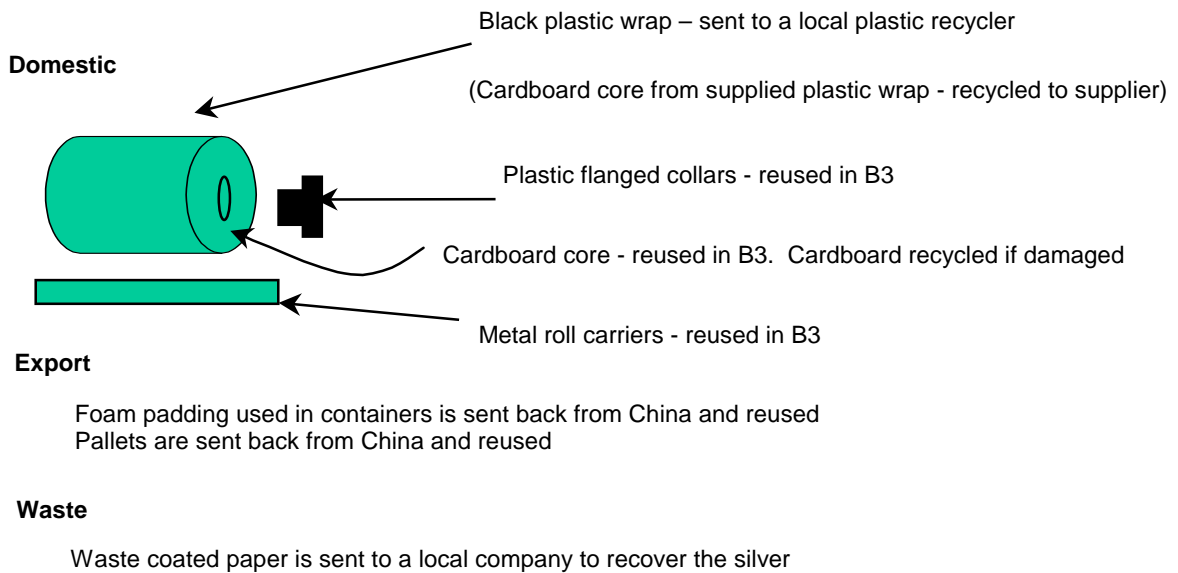 Black plastic wrap – sent to a local plastic recycler
Domestic
(Cardboard core from supplied plastic wrap - recycled to supplier)
Plastic flanged collars - reused in B3
Cardboard core - reused in B3.  Cardboard recycled if damaged
Metal roll carriers - reused in B3
Export
Foam padding used in containers is sent back from China and reused
Pallets are sent back from China and reused
Waste
Waste coated paper is sent to a local company to recover the silver